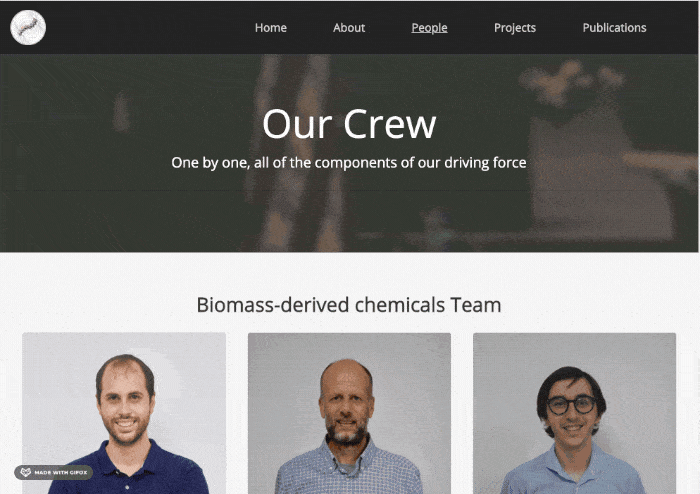 Home
About
People
Projects
Publications
Our Crew
One by one, all of the components of our driving force
Biomass-derived chemicals Team
MADE WITH GIFOX